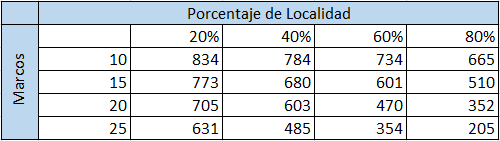 Porcentaje de Localidad
Marcos
20% 40% 60% 80%
10 834 784 734 665
15 773 680 601 510
20 705 603 470 352
25 631 485 354 205